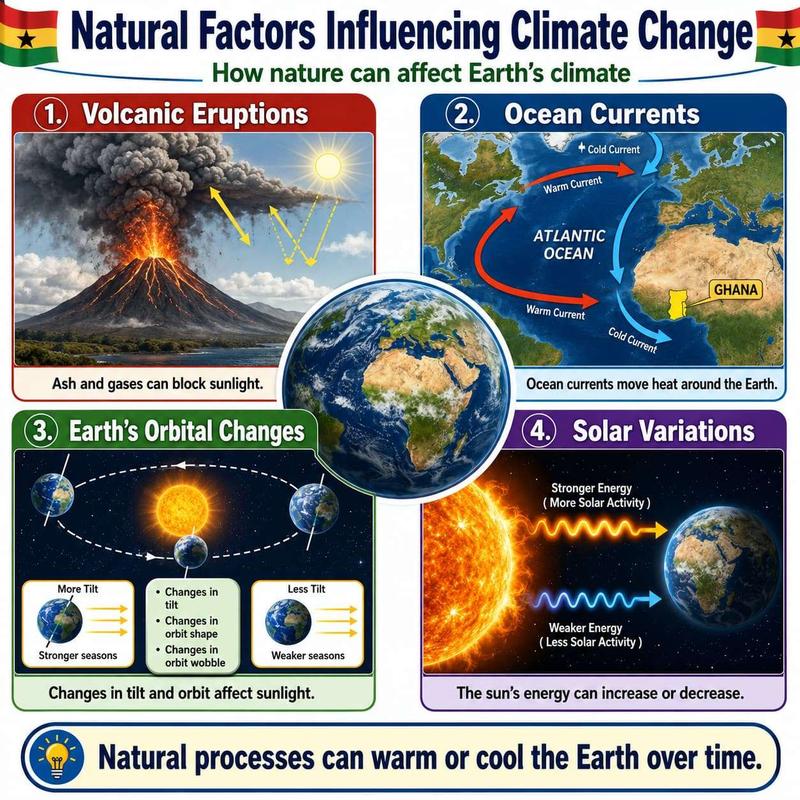 Natural Factors Influencing Climate Change
How nature can affect Earth's climate
1. Volcanic Eruptions
Ash and gases can block sunlight.
2. Ocean Currents
Cold Current
Warm Current
ATLANTIC
OCEAN
GHANA
Warm Current
Cold Current
Ocean currents move heat around the Earth.
3. Earth's Orbital Changes
More Tilt
Stronger seasons
• Changes in
tilt
• Changes in
orbit shape
• Changes in
orbit wobble
Less Tilt
Weaker seasons
Changes in tilt and orbit affect sunlight.
4. Solar Variations
Stronger Energy
( More Solar Activity )
Weaker Energy
( Less Solar Activity )
The sun's energy can increase or decrease.
Natural processes can warm or cool the Earth over time.